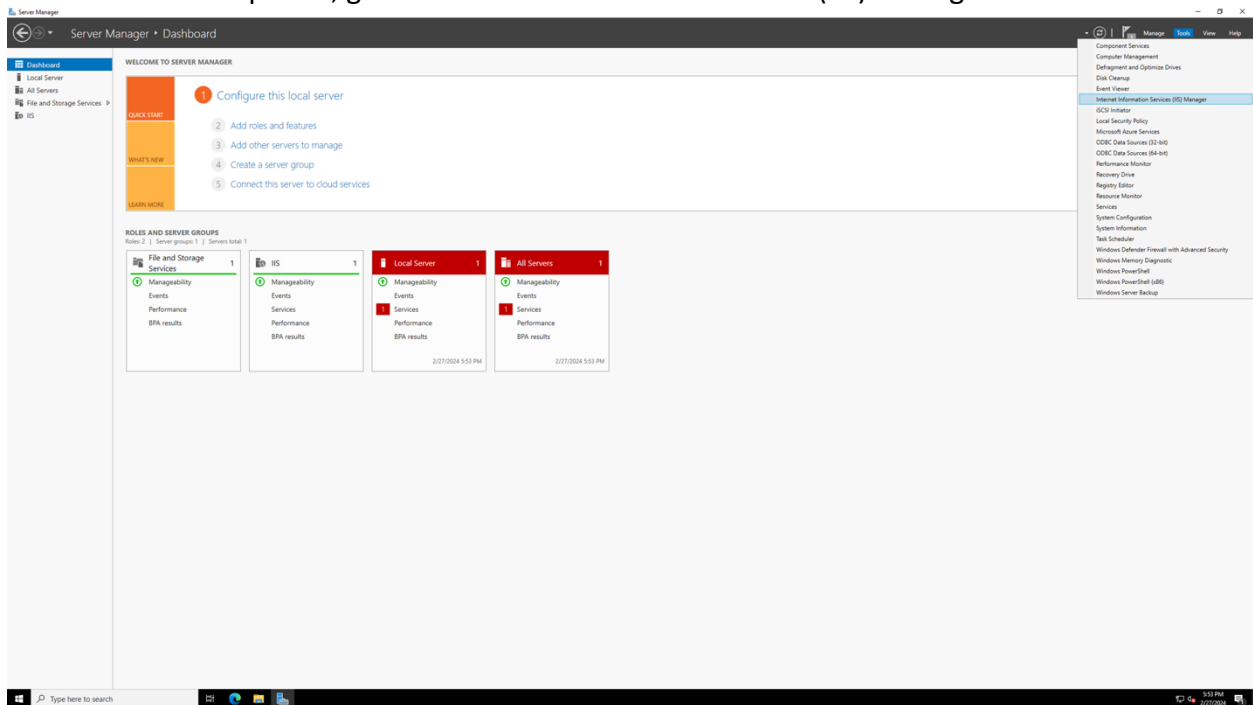 Server Manager
Server Manager • Dashboard
Manage Tools View Help
Dashboard
Local Server
All Servers
File and Storage Services
IIS
WELCOME TO SERVER MANAGER
QUICK START
WHAT'S NEW
LEARN MORE
1 Configure this local server
2 Add roles and features
3 Add other servers to manage
4 Create a server group
5 Connect this server to cloud services
ROLES AND SERVER GROUPS
Roles: 2 | Server groups: 1 | Servers total: 1
File and Storage Services 1
Manageability
Events
Performance
BPA results
IIS 1
Manageability
Events
Services
Performance
BPA results
Local Server 1
Manageability
Events
1 Services
Performance
BPA results
2/27/2024 5:53 PM
All Servers 1
Manageability
Events
1 Services
Performance
BPA results
2/27/2024 5:53 PM
Component Services
Computer Management
Defragment and Optimize Drives
Disk Cleanup
Event Viewer
Internet Information Services (IIS) Manager
iSCSI Initiator
Local Security Policy
Microsoft Azure Services
ODBC Data Sources (32-bit)
ODBC Data Sources (64-bit)
Performance Monitor
Recovery Drive
Registry Editor
Resource Monitor
Services
System Configuration
System Information
Task Scheduler
Windows Defender Firewall with Advanced Security
Windows Memory Diagnostic
Windows PowerShell
Windows PowerShell (x86)
Windows Server Backup
Type here to search
5:53 PM
2/27/2024